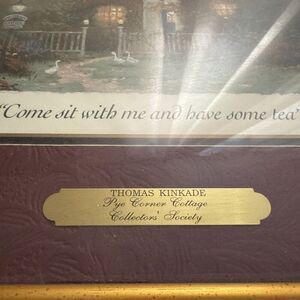 "Come sit with me and have some tea"
THOMAS KINKADE
Pye Corner Cottage
Collectors' Society